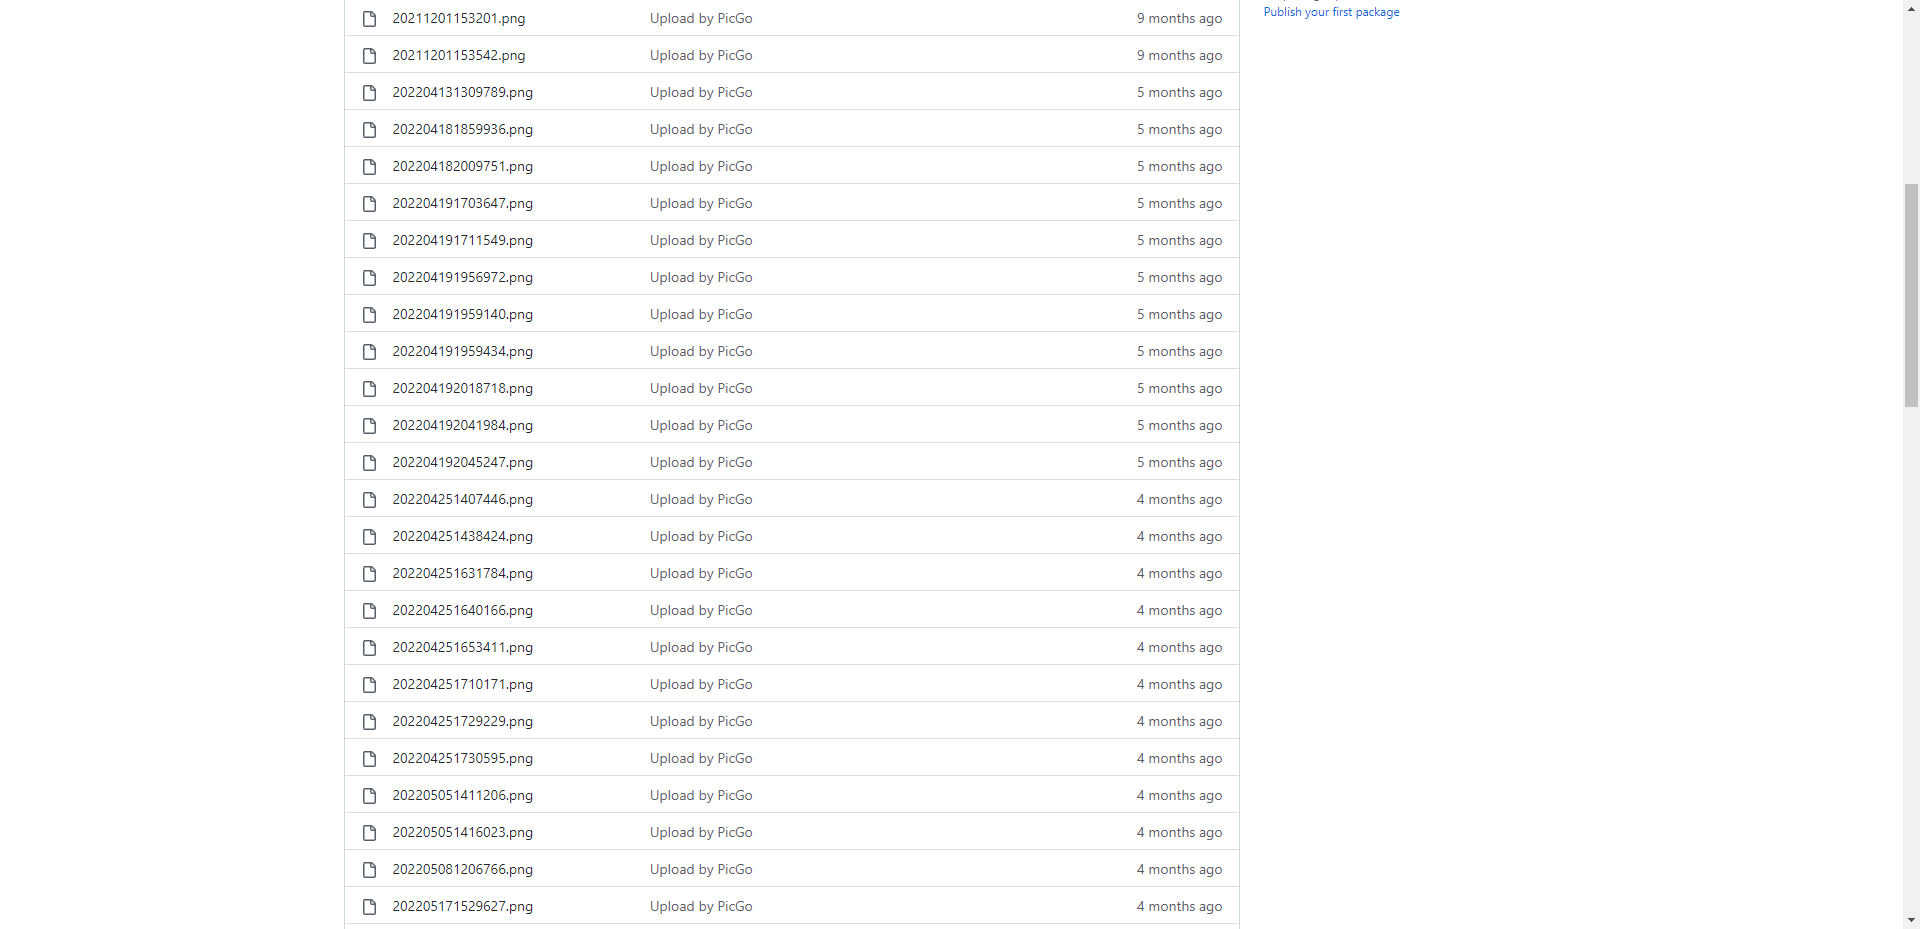 Publish your first package
20211201153201.png Upload by PicGo 9 months ago
20211201153542.png Upload by PicGo 9 months ago
202204131309789.png Upload by PicGo 5 months ago
202204181859936.png Upload by PicGo 5 months ago
202204182009751.png Upload by PicGo 5 months ago
202204191703647.png Upload by PicGo 5 months ago
202204191711549.png Upload by PicGo 5 months ago
202204191956972.png Upload by PicGo 5 months ago
202204191959140.png Upload by PicGo 5 months ago
202204191959434.png Upload by PicGo 5 months ago
202204192018718.png Upload by PicGo 5 months ago
202204192041984.png Upload by PicGo 5 months ago
202204192045247.png Upload by PicGo 5 months ago
202204251407446.png Upload by PicGo 4 months ago
202204251438424.png Upload by PicGo 4 months ago
202204251631784.png Upload by PicGo 4 months ago
202204251640166.png Upload by PicGo 4 months ago
202204251653411.png Upload by PicGo 4 months ago
202204251710171.png Upload by PicGo 4 months ago
202204251729229.png Upload by PicGo 4 months ago
202204251730595.png Upload by PicGo 4 months ago
202205051411206.png Upload by PicGo 4 months ago
202205051416023.png Upload by PicGo 4 months ago
202205081206766.png Upload by PicGo 4 months ago
202205171529627.png Upload by PicGo 4 months ago